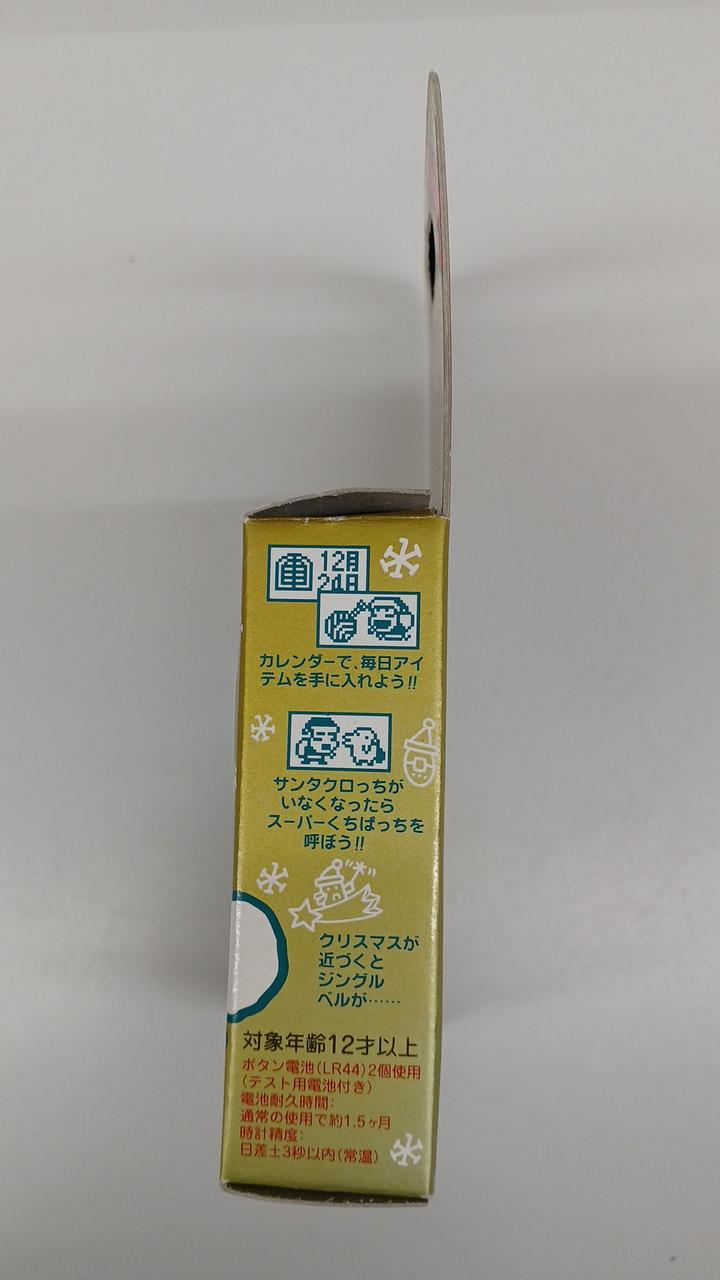 12月
24日
カレンダーで、毎日アイ
テムを手に入れよう!!
サンタクロっちが
いなくなったら
スーパーくちぱっちを
呼ぼう!!
クリスマスが
近づくと
ジングル
ベルが……
対象年齢12才以上
ボタン電池(LR44)2個使用
(テスト用電池付き)
電池耐久時間:
通常の使用で約1.5ヶ月
時計精度:
日差±3秒以内(常温)